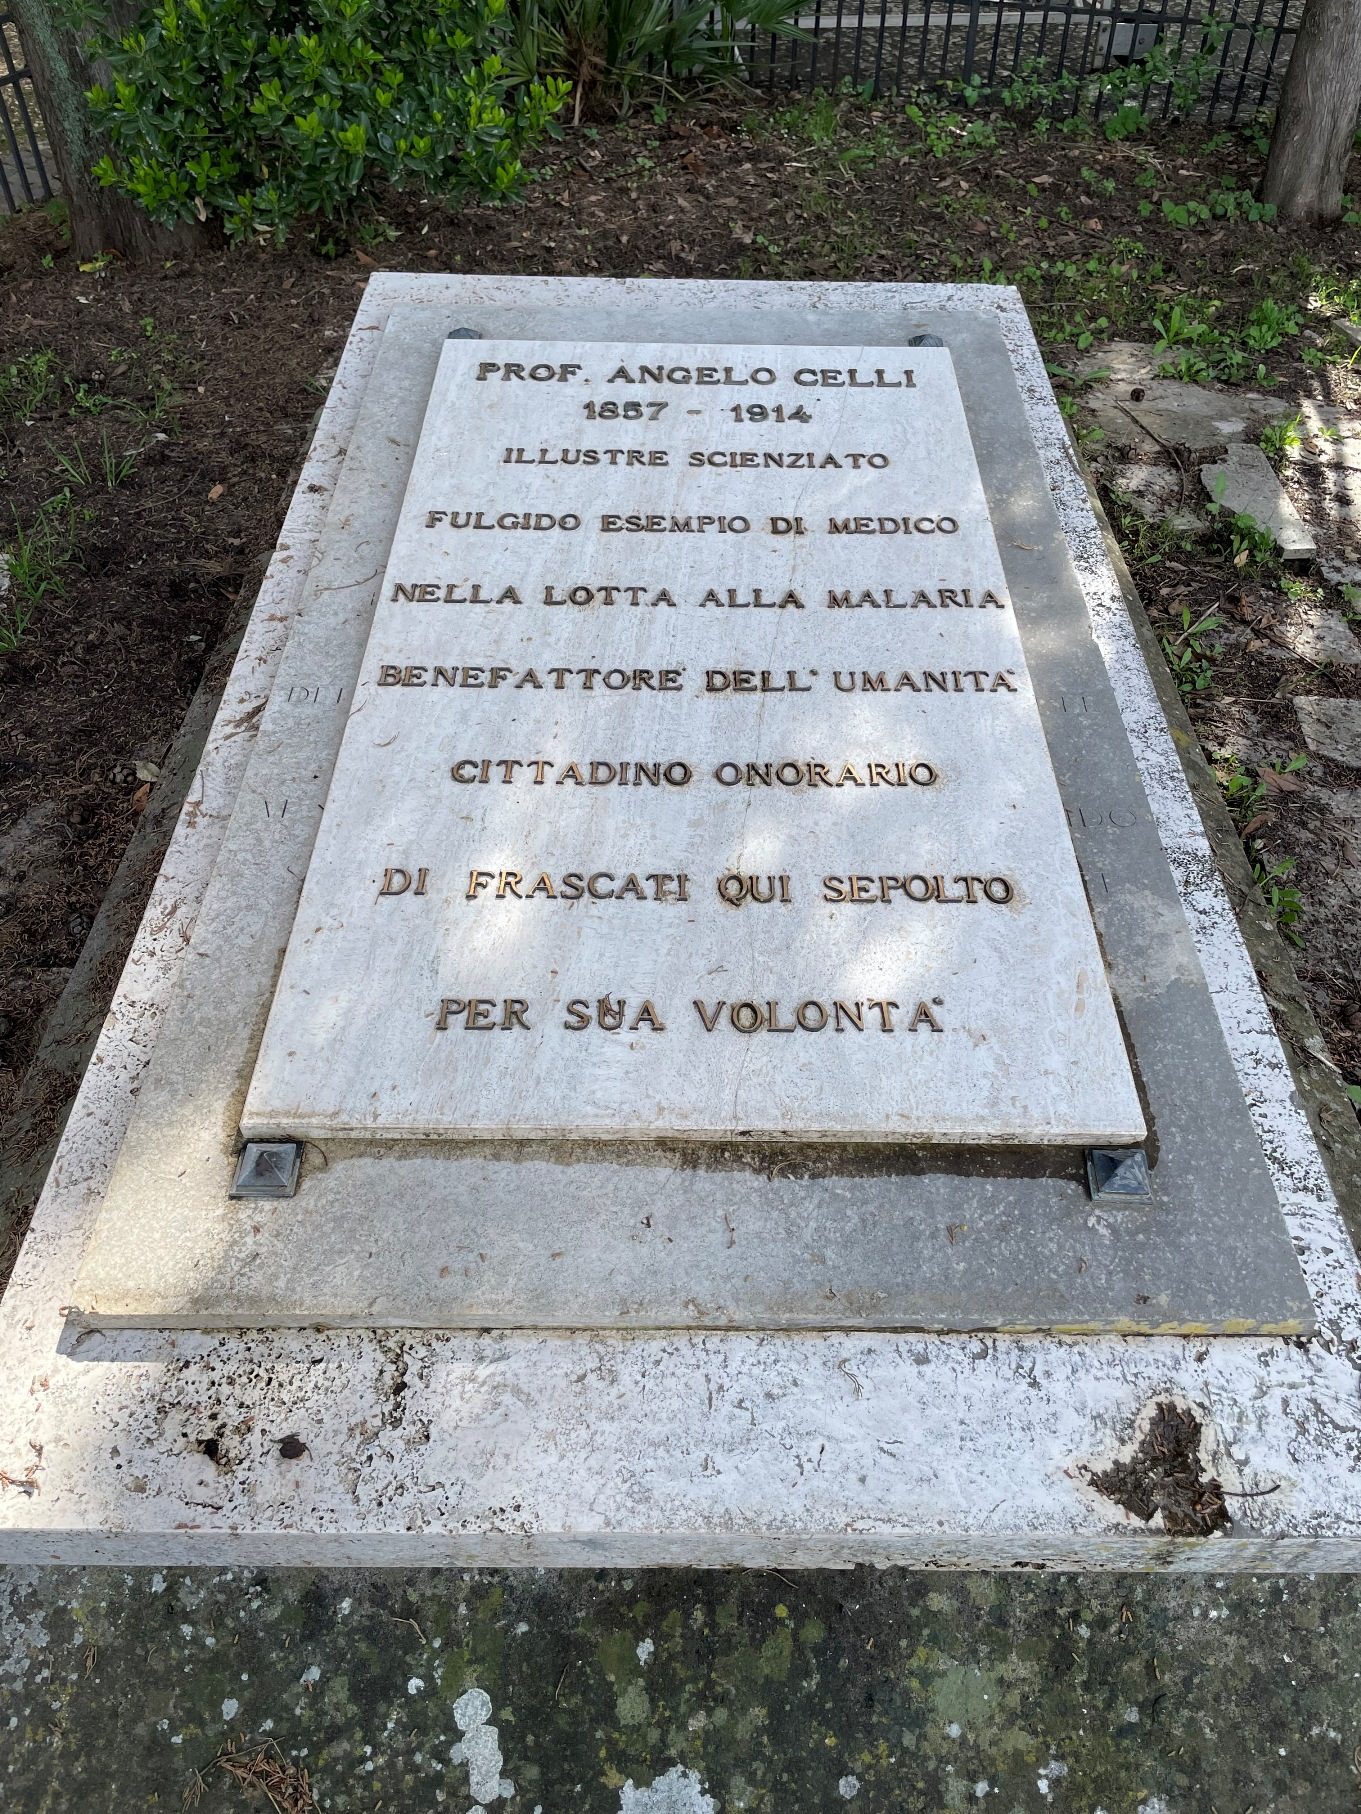 PROF. ANGELO CELLI
1857 - 1914
ILLUSTRE SCIENZIATO
FULGIDO ESEMPIO DI MEDICO
NELLA LOTTA ALLA MALARIA
BENEFATTORE DELL' UMANITA'
CITTADINO ONORARIO
DI FRASCATI QUI SEPOLTO
PER SUA VOLONTA'